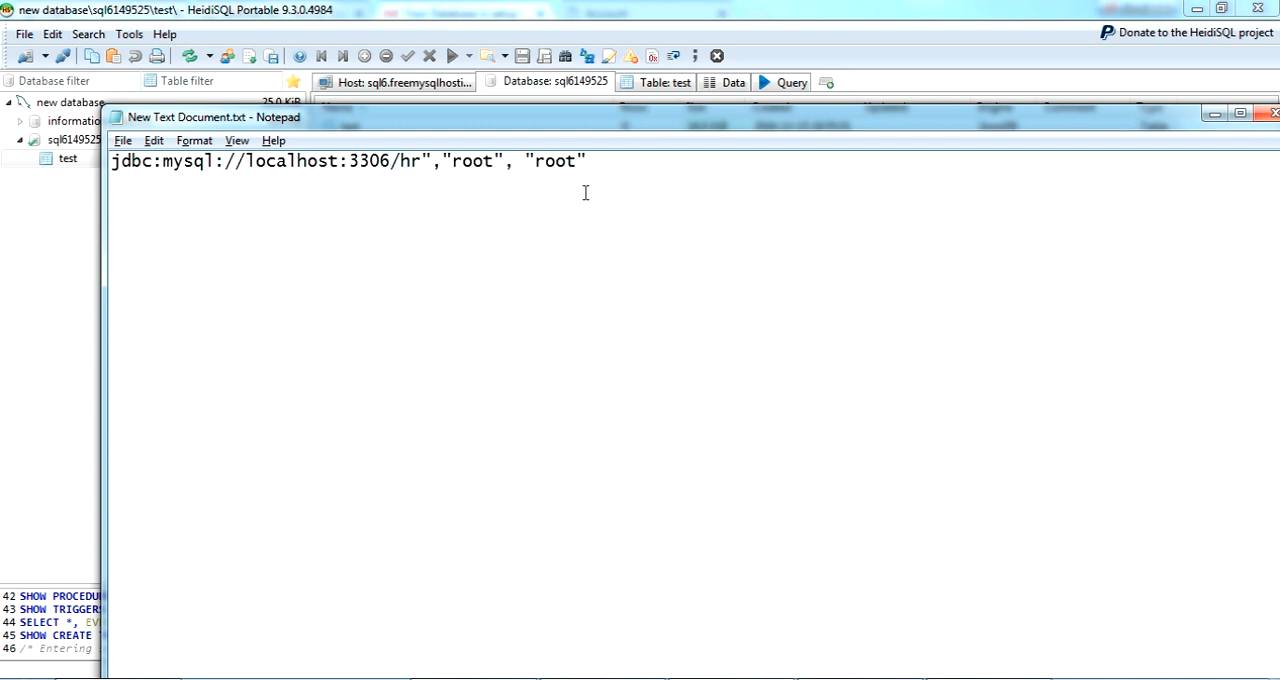 new database\sql6149525\test\ - HeidiSQL Portable 9.3.0.4984
File Edit Search Tools Help
Donate to the HeidiSQL project
Database filter Table filter Host: sql6.freemysqlhosti... Database: sql6149525 Table: test Data Query
new database 25.0 KiB
informatio
sql6149525
test
New Text Document.txt - Notepad
File Edit Format View Help
jdbc:mysql://localhost:3306/hr","root", "root"
42 SHOW PROCEDU
43 SHOW TRIGGERS
44 SELECT *, EV
45 SHOW CREATE
46 /* Entering